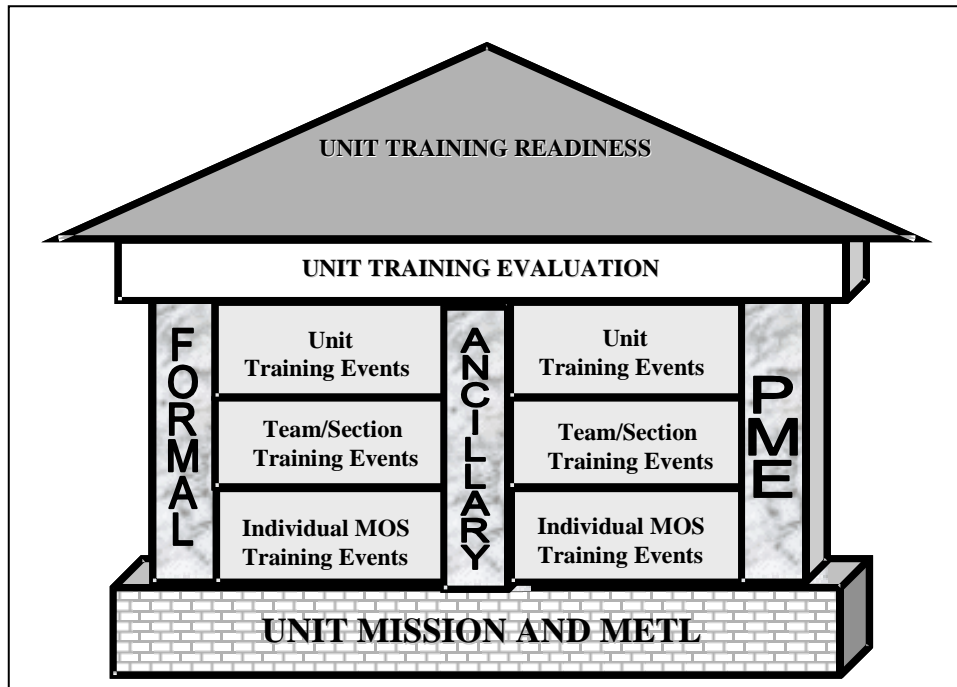 UNIT TRAINING READINESS
UNIT TRAINING EVALUATION
FORMAL
Unit
Training Events
Team/Section
Training Events
Individual MOS
Training Events
ANCILLARY
Unit
Training Events
Team/Section
Training Events
Individual MOS
Training Events
PME
UNIT MISSION AND METL